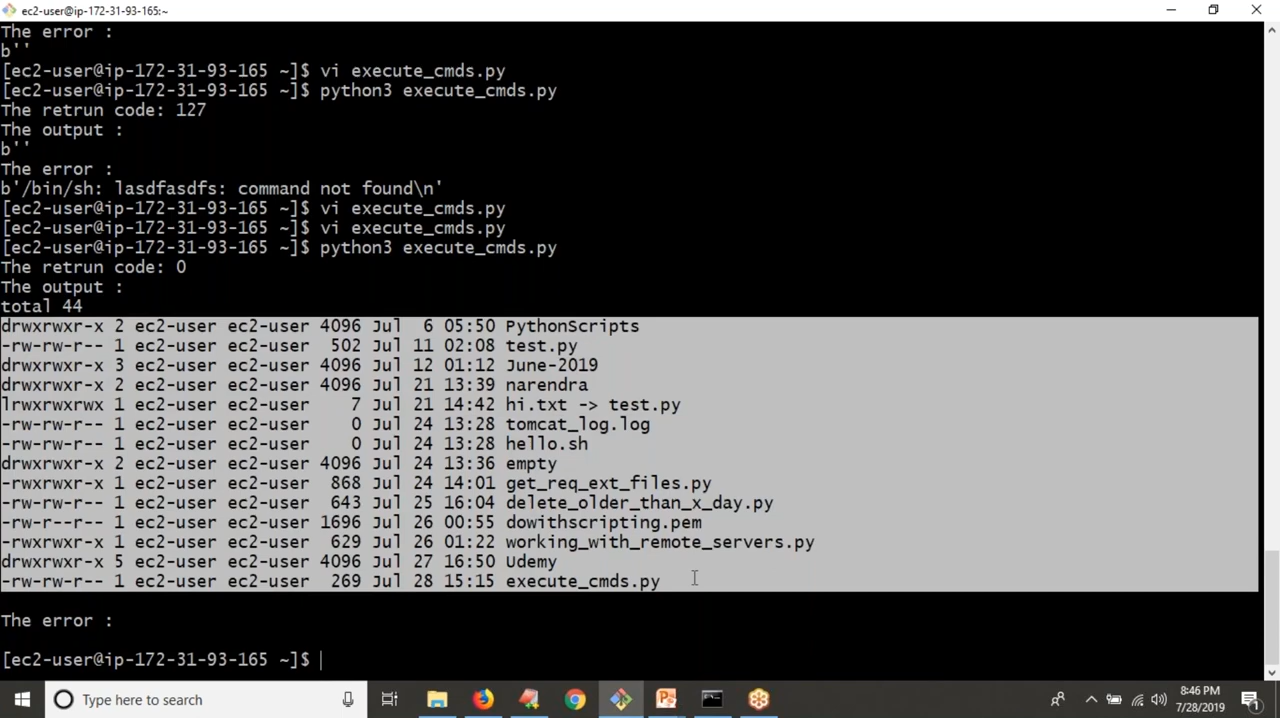 ec2-user@ip-172-31-93-165:~
The error :
b''
[ec2-user@ip-172-31-93-165 ~]$ vi execute_cmds.py
[ec2-user@ip-172-31-93-165 ~]$ python3 execute_cmds.py
The retrun code: 127
The output :
b''
The error :
b'/bin/sh: lasdfasdfs: command not found\n'
[ec2-user@ip-172-31-93-165 ~]$ vi execute_cmds.py
[ec2-user@ip-172-31-93-165 ~]$ vi execute_cmds.py
[ec2-user@ip-172-31-93-165 ~]$ python3 execute_cmds.py
The retrun code: 0
The output :
total 44
drwxrwxr-x 2 ec2-user ec2-user 4096 Jul  6 05:50 PythonScripts
-rw-rw-r-- 1 ec2-user ec2-user  502 Jul 11 02:08 test.py
drwxrwxr-x 3 ec2-user ec2-user 4096 Jul 12 01:12 June-2019
drwxrwxr-x 2 ec2-user ec2-user 4096 Jul 21 13:39 narendra
lrwxrwxrwx 1 ec2-user ec2-user    7 Jul 21 14:42 hi.txt -> test.py
-rw-rw-r-- 1 ec2-user ec2-user    0 Jul 24 13:28 tomcat_log.log
-rw-rw-r-- 1 ec2-user ec2-user    0 Jul 24 13:28 hello.sh
drwxrwxr-x 2 ec2-user ec2-user 4096 Jul 24 13:36 empty
-rw-rw-r-- 1 ec2-user ec2-user  868 Jul 24 14:01 get_req_ext_files.py
-rw-rw-r-- 1 ec2-user ec2-user  643 Jul 25 16:04 delete_older_than_x_day.py
-rw-r--r-- 1 ec2-user ec2-user 1696 Jul 26 00:55 dowithscripting.pem
-rw-rw-r-- 1 ec2-user ec2-user  629 Jul 26 01:22 working_with_remote_servers.py
drwxrwxr-x 5 ec2-user ec2-user 4096 Jul 27 16:50 Udemy
-rw-rw-r-- 1 ec2-user ec2-user  269 Jul 28 15:15 execute_cmds.py
The error :
[ec2-user@ip-172-31-93-165 ~]$
Type here to search
8:46 PM
7/28/2019
1